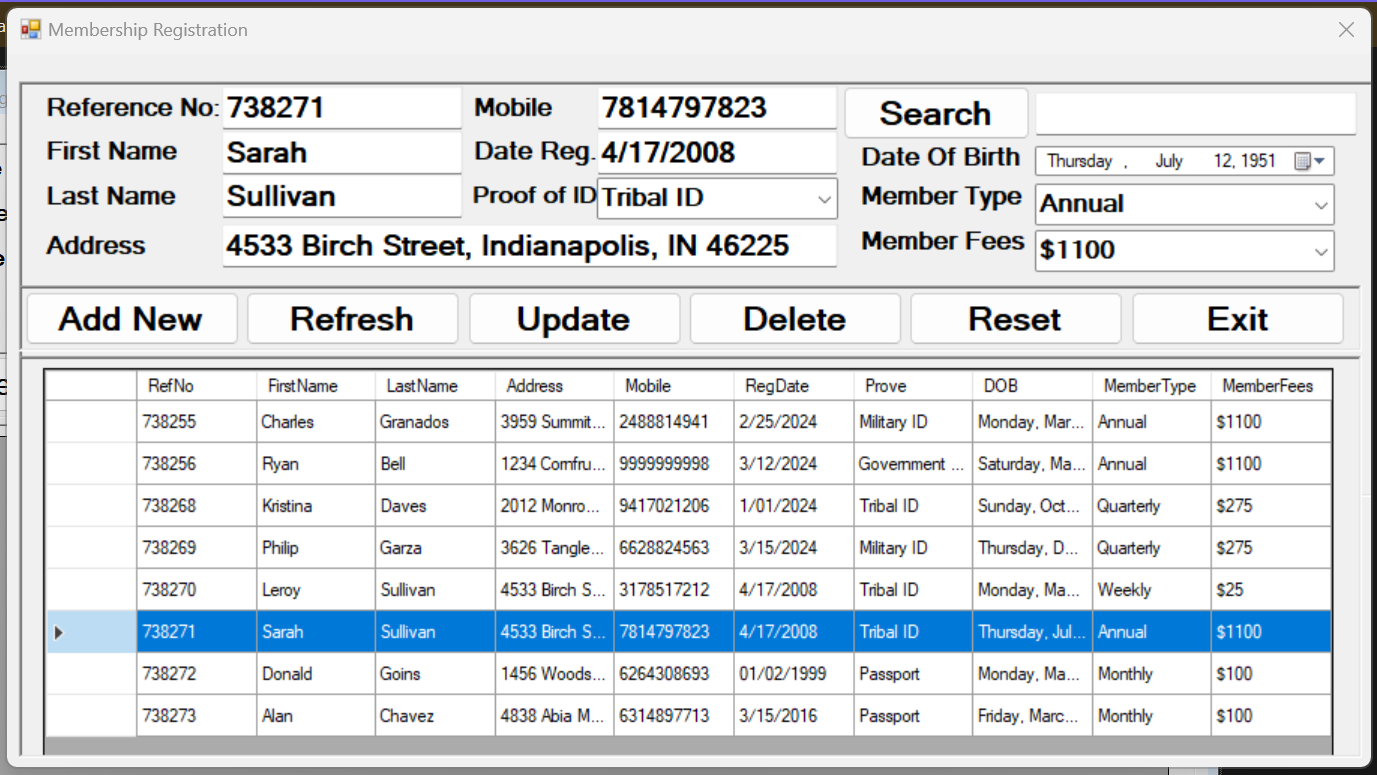 Membership Registration
Reference No: 738271 Mobile 7814797823 Search
First Name Sarah Date Reg. 4/17/2008 Date Of Birth Thursday , July 12, 1951
Last Name Sullivan Proof of ID Tribal ID Member Type Annual
Address 4533 Birch Street, Indianapolis, IN 46225 Member Fees $1100
Add New Refresh Update Delete Reset Exit
RefNo FirstName LastName Address Mobile RegDate Prove DOB MemberType MemberFees
738255 Charles Granados 3959 Summit... 2488814941 2/25/2024 Military ID Monday, Mar... Annual $1100
738256 Ryan Bell 1234 Cornfru... 9999999998 3/12/2024 Government ... Saturday, Ma... Annual $1100
738268 Kristina Daves 2012 Monro... 9417021206 1/01/2024 Tribal ID Sunday, Oct... Quarterly $275
738269 Philip Garza 3626 Tangle... 6628824563 3/15/2024 Military ID Thursday, D... Quarterly $275
738270 Leroy Sullivan 4533 Birch S... 3178517212 4/17/2008 Tribal ID Monday, Ma... Weekly $25
738271 Sarah Sullivan 4533 Birch S... 7814797823 4/17/2008 Tribal ID Thursday, Jul... Annual $1100
738272 Donald Goins 1456 Woods... 6264308693 01/02/1999 Passport Monday, Ma... Monthly $100
738273 Alan Chavez 4838 Abia M... 6314897713 3/15/2016 Passport Friday, Marc... Monthly $100